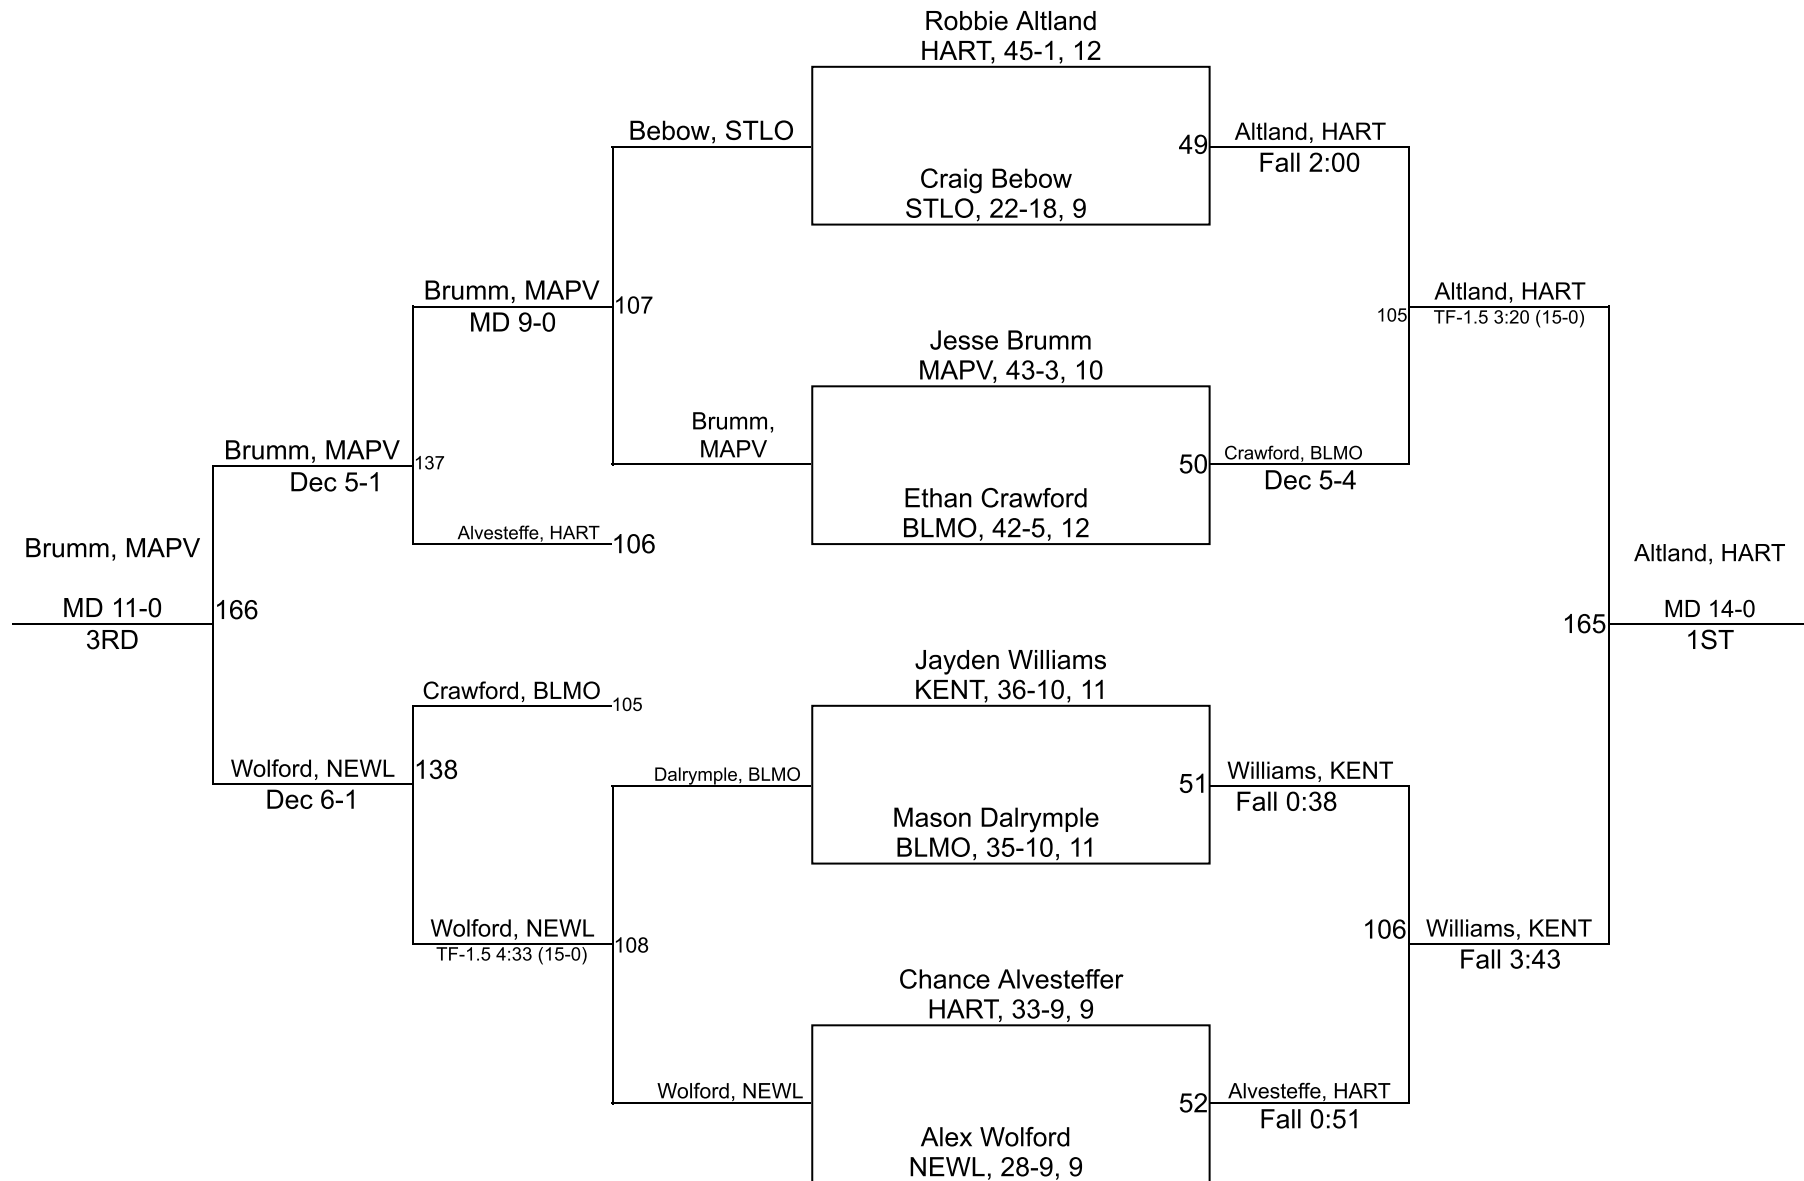 Robbie Altland
HART, 45-1, 12
Bebow, STLO
49
Altland, HART
Fall 2:00
Craig Bebow
STLO, 22-18, 9
Brumm, MAPV
107
MD 9-0
Altland, HART
105
TF-1.5 3:20 (15-0)
Jesse Brumm
MAPV, 43-3, 10
Brumm,
MAPV
Brumm, MAPV
137
Dec 5-1
50
Crawford, BLMO
Dec 5-4
Ethan Crawford
BLMO, 42-5, 12
Alvesteffe, HART
106
Brumm, MAPV
MD 11-0
166
3RD
Altland, HART
165
MD 14-0
1ST
Jayden Williams
KENT, 36-10, 11
Crawford, BLMO
105
Wolford, NEWL
138
Dec 6-1
Dalrymple, BLMO
51
Williams, KENT
Fall 0:38
Mason Dalrymple
BLMO, 35-10, 11
Wolford, NEWL
108
TF-1.5 4:33 (15-0)
106
Williams, KENT
Fall 3:43
Chance Alvesteffer
HART, 33-9, 9
Wolford, NEWL
52
Alvesteffe, HART
Fall 0:51
Alex Wolford
NEWL, 28-9, 9